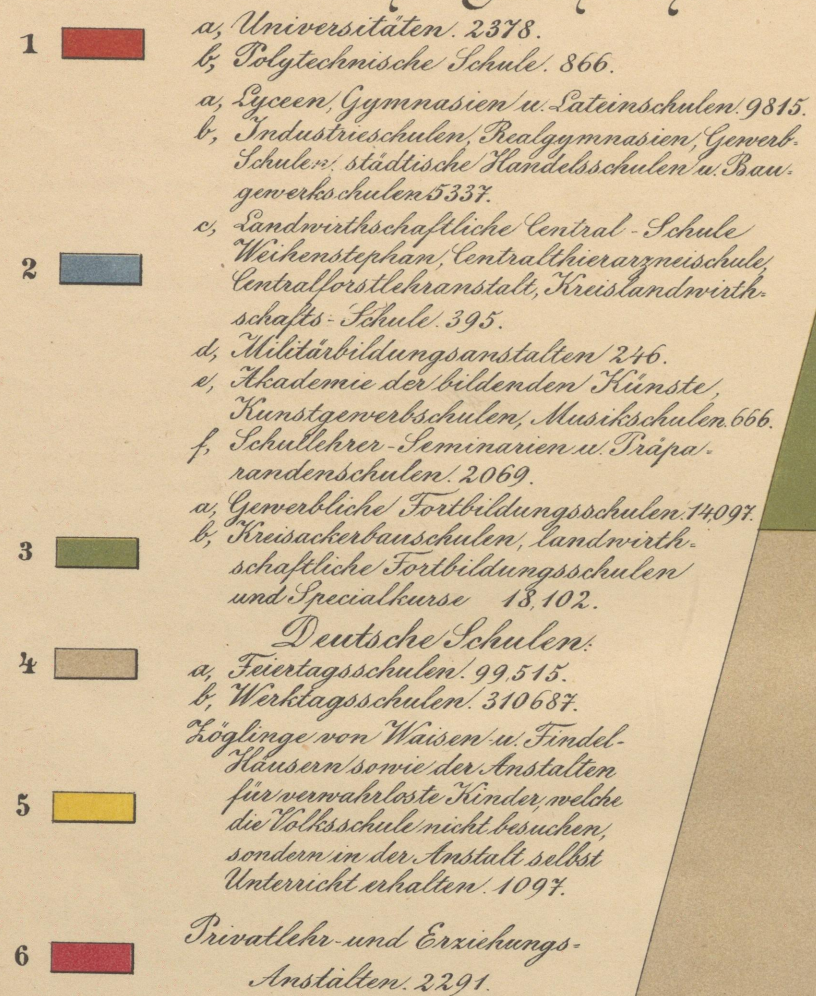 1 a, Universitäten. 2378.
b, Polytechnische Schule. 866.
a, Lyceen, Gymnasien u. Lateinschulen. 9815.
b, Industrieschulen, Realgymnasien, Gewerb-
Schulen. städtische Handelsschulen u. Bau-
gewerkschulen 5337.
c, Landwirthschaftliche Central-Schule
2 Weihenstephan, Centralthierarzneischule,
Centralforstlehranstalt, Kreislandwirth-
schafts-Schule. 395.
d, Militärbildungsanstalten 246.
e, Akademie der bildenden Künste,
Kunstgewerbschulen, Musikschulen. 666.
f, Schullehrer-Seminarien u. Präpa-
randenschulen. 2069.
a, Gewerbliche Fortbildungsschulen. 14,097.
3 b, Kreisackerbauschulen, landwirth-
schaftliche Fortbildungsschulen
und Specialkurse 18,102.
Deutsche Schulen:
4 a, Feiertagsschulen. 99,515.
b, Werktagsschulen. 310687.
Zöglinge von Waisen- u. Findel-
Häusern sowie der Anstalten
5 für verwahrloste Kinder, welche
die Volksschule nicht besuchen,
sondern in der Anstalt selbst
Unterricht erhalten. 1097.
6 Privatlehr- und Erziehungs-
Anstalten. 2291.